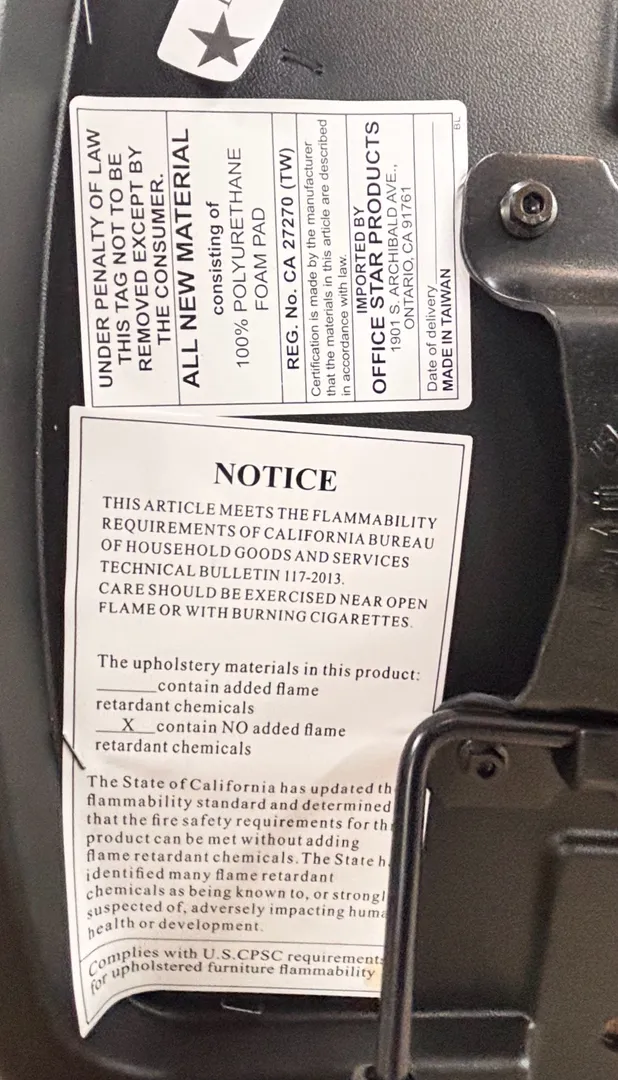 UNDER PENALTY OF LAW
THIS TAG NOT TO BE
REMOVED EXCEPT BY
THE CONSUMER.
ALL NEW MATERIAL
consisting of
100% POLYURETHANE
FOAM PAD
REG. No. CA 27270 (TW)
Certification is made by the manufacturer
that the materials in this article are described
in accordance with law.
IMPORTED BY
OFFICE STAR PRODUCTS
1901 S. ARCHIBALD AVE.,
ONTARIO, CA 91761
Date of delivery
MADE IN TAIWAN
BL
NOTICE
THIS ARTICLE MEETS THE FLAMMABILITY
REQUIREMENTS OF CALIFORNIA BUREAU
OF HOUSEHOLD GOODS AND SERVICES
TECHNICAL BULLETIN 117-2013.
CARE SHOULD BE EXERCISED NEAR OPEN
FLAME OR WITH BURNING CIGARETTES.
The upholstery materials in this product:
______contain added flame
retardant chemicals
__X__contain NO added flame
retardant chemicals
The State of California has updated th
flammability standard and determined
that the fire safety requirements for th
product can be met without adding
flame retardant chemicals. The State h
identified many flame retardant
chemicals as being known to, or strongl
suspected of, adversely impacting huma
health or development.
Complies with U.S.CPSC requirements
for upholstered furniture flammability